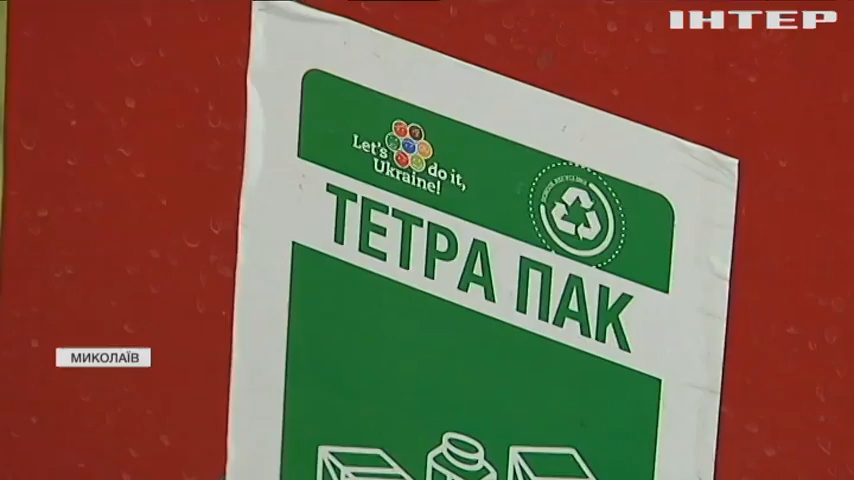 ІНТЕР
Let's do it,
Ukraine!
ТЕТРА ПАК
МИКОЛАЇВ